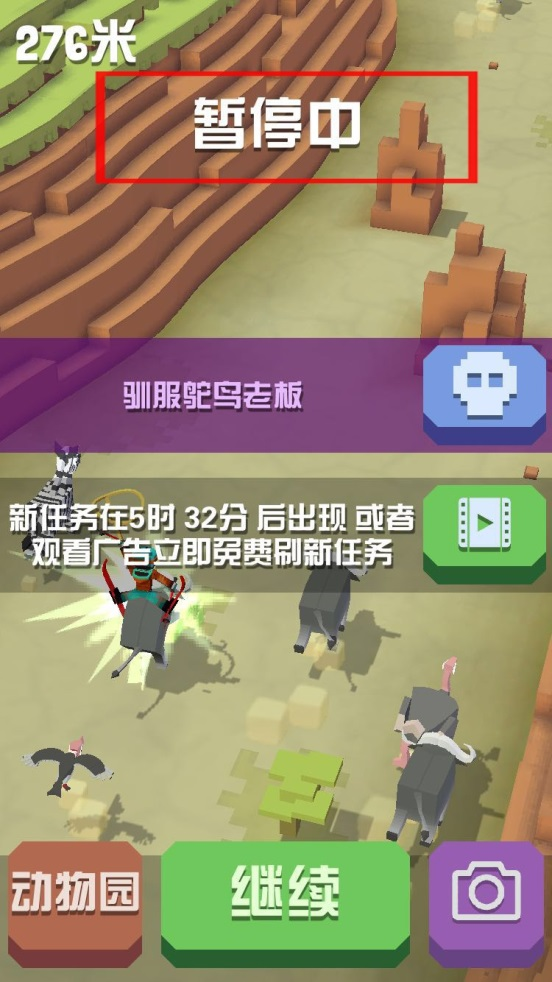 276米
暂停中
驯服鸵鸟老板
新任务在5时 32分 后出现 或者
观看广告立即免费刷新任务
动物园
继续